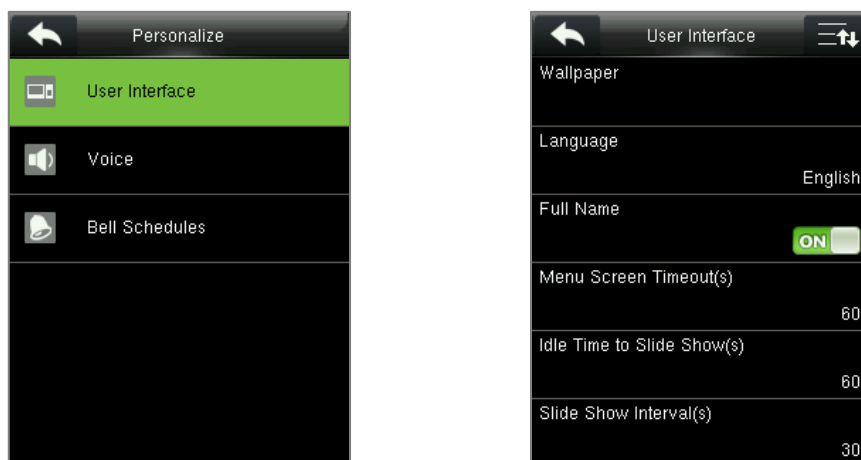 Personalize
User Interface
Voice
Bell Schedules
User Interface
Wallpaper
Language
English
Full Name
ON
Menu Screen Timeout(s)
60
Idle Time to Slide Show(s)
60
Slide Show Interval(s)
30